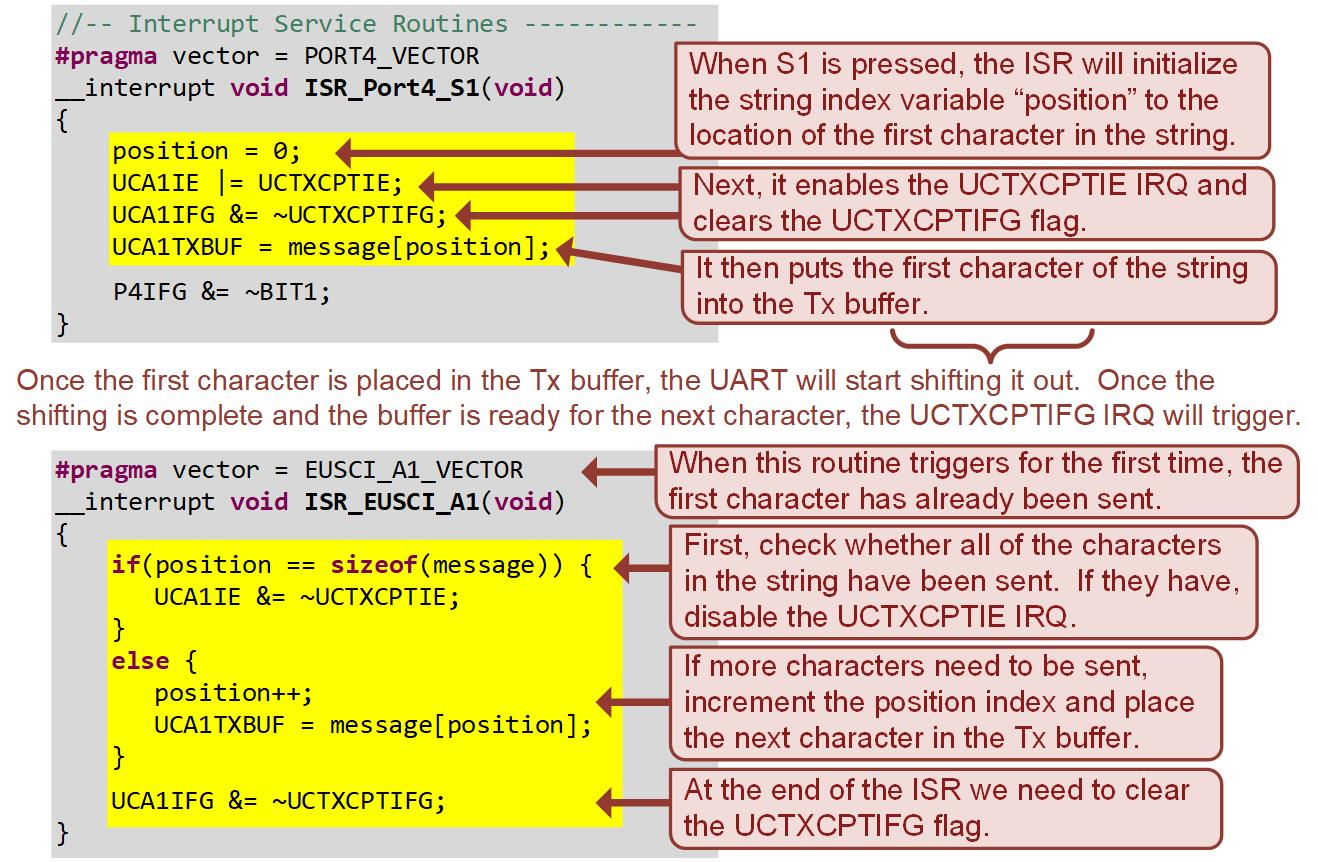 //-- Interrupt Service Routines ------------
#pragma vector = PORT4_VECTOR
__interrupt void ISR_Port4_S1(void)
{
position = 0;
UCA1IE |= UCTXCPTIE;
UCA1IFG &= ~UCTXCPTIFG;
UCA1TXBUF = message[position];
P4IFG &= ~BIT1;
}
When S1 is pressed, the ISR will initialize
the string index variable “position” to the
location of the first character in the string.
Next, it enables the UCTXCPTIE IRQ and
clears the UCTXCPTIFG flag.
It then puts the first character of the string
into the Tx buffer.
Once the first character is placed in the Tx buffer, the UART will start shifting it out. Once the
shifting is complete and the buffer is ready for the next character, the UCTXCPTIFG IRQ will trigger.
#pragma vector = EUSCI_A1_VECTOR
__interrupt void ISR_EUSCI_A1(void)
{
if(position == sizeof(message)) {
UCA1IE &= ~UCTXCPTIE;
}
else {
position++;
UCA1TXBUF = message[position];
}
UCA1IFG &= ~UCTXCPTIFG;
}
When this routine triggers for the first time, the
first character has already been sent.
First, check whether all of the characters
in the string have been sent. If they have,
disable the UCTXCPTIE IRQ.
If more characters need to be sent,
increment the position index and place
the next character in the Tx buffer.
At the end of the ISR we need to clear
the UCTXCPTIFG flag.